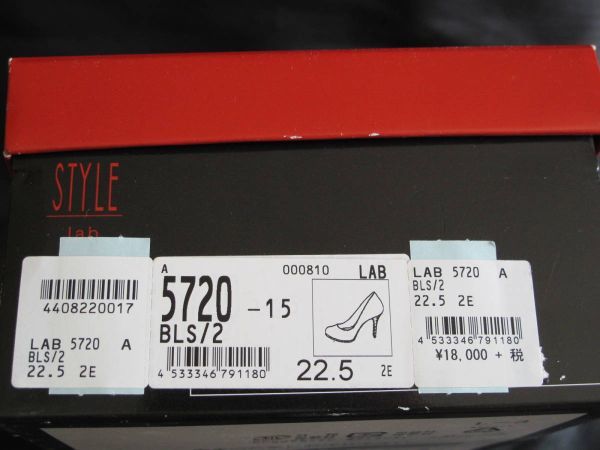 STYLE
lab
4408220017
LAB 5720 A
BLS/2
22.5 2E
A
000810 LAB
5720 -15
BLS/2
4 533346 791180
22.5 2E
LAB 5720 A
BLS/2
22.5 2E
4 533346 791180
¥18,000 + 税